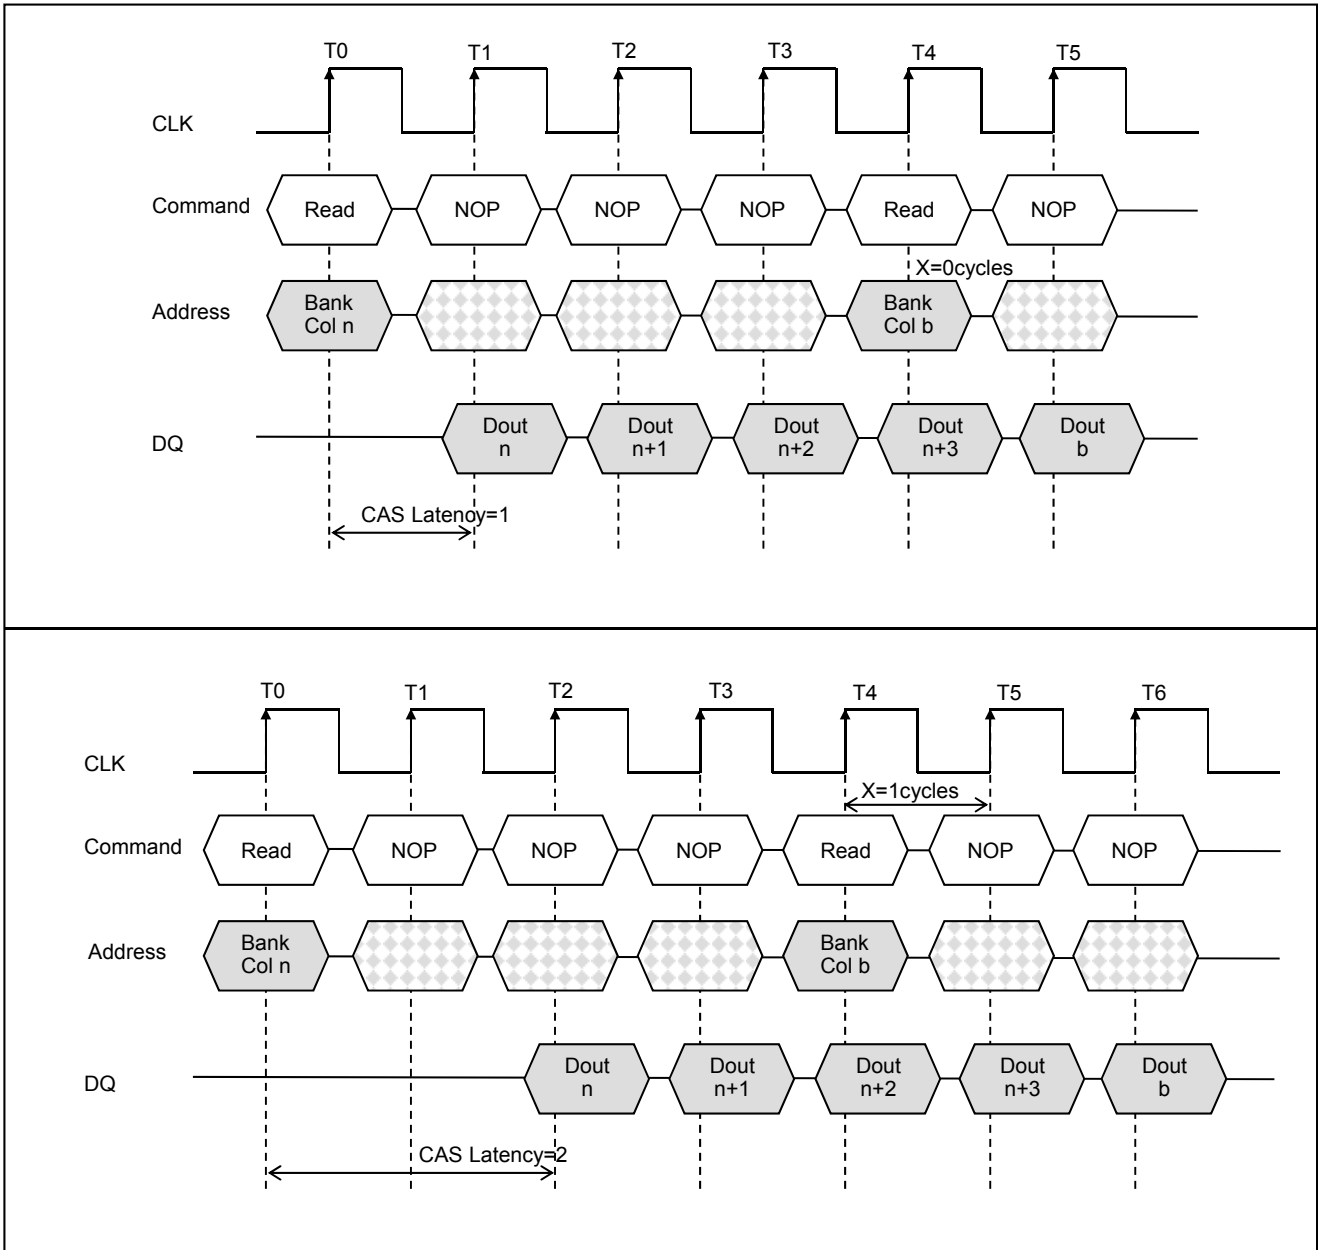 T0 T1 T2 T3 T4 T5
CLK
Command Read NOP NOP NOP Read NOP
X=0cycles
Address Bank Col n Bank Col b
DQ Dout n Dout n+1 Dout n+2 Dout n+3 Dout b
CAS Latency=1
T0 T1 T2 T3 T4 T5 T6
CLK
X=1cycles
Command Read NOP NOP NOP Read NOP NOP
Address Bank Col n Bank Col b
DQ Dout n Dout n+1 Dout n+2 Dout n+3 Dout b
CAS Latency=2